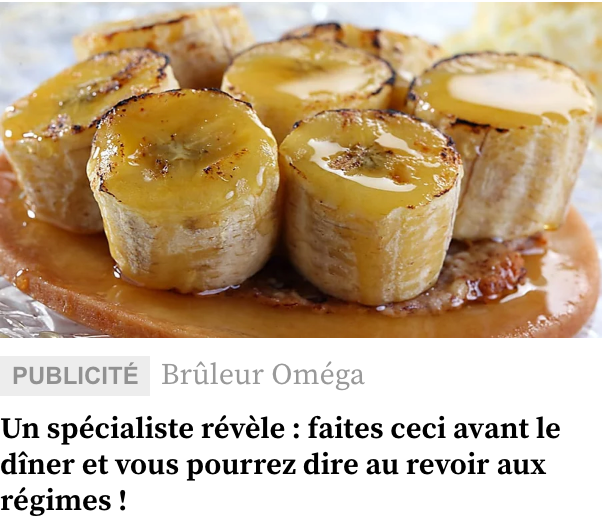 PUBLICITÉ Brûleur Oméga
Un spécialiste révèle : faites ceci avant le
dîner et vous pourrez dire au revoir aux
régimes !